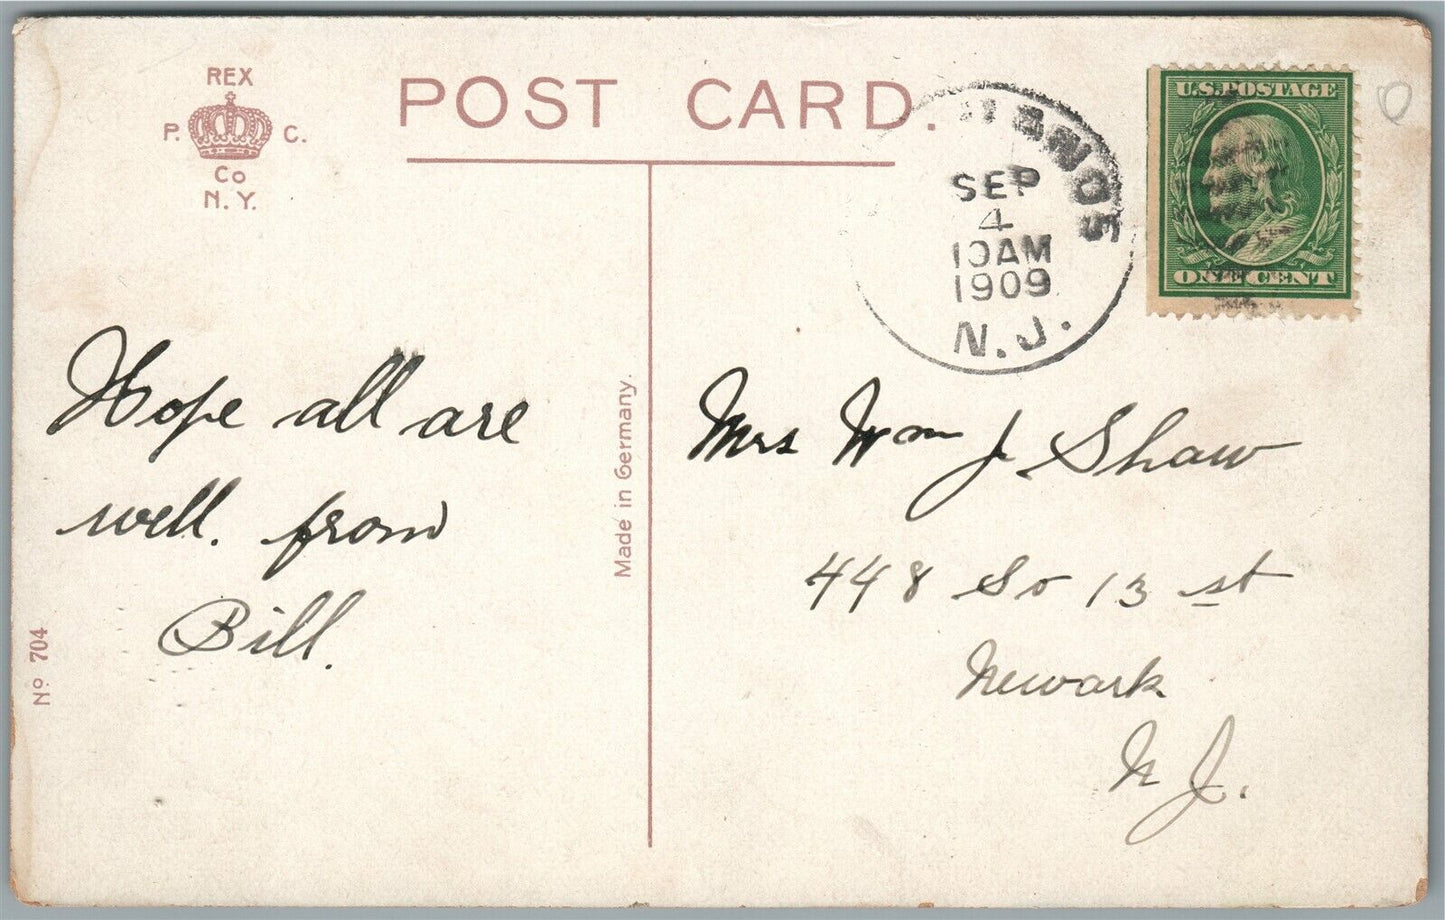 REX
P. C.
Co
N.Y.
POST CARD.
SEP
4
10AM
1909
N.J.
U.S. POSTAGE
ONE CENT
Hope all are
well. from
Bill.
Made in Germany.
No 704
Mrs Wm J Shaw
448 So 13 st
Newark
N J.